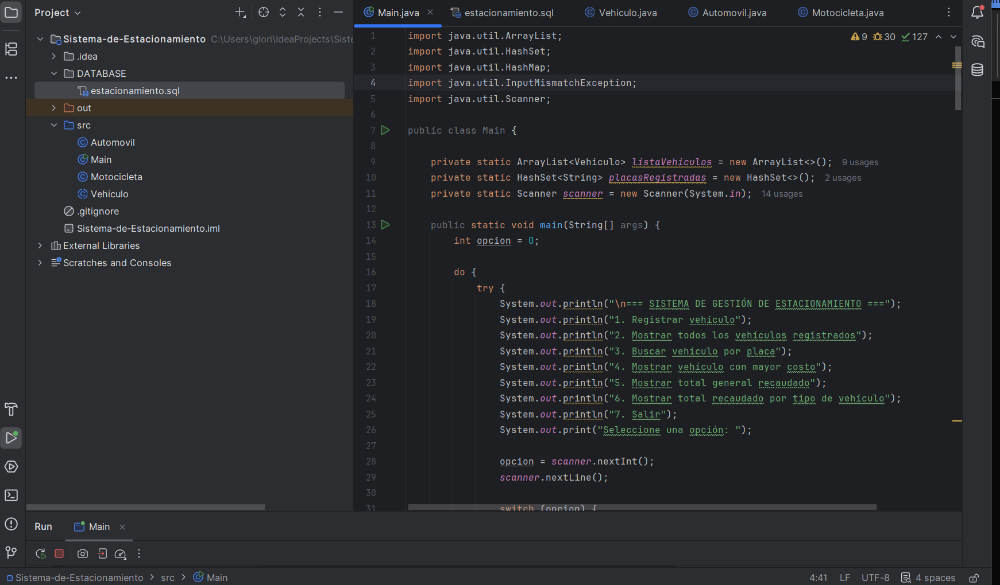 Project
Sistema-de-Estacionamiento C:\Users\glori\IdeaProjects\Siste
.idea
DATABASE
estacionamiento.sql
out
src
Automovil
Main
Motocicleta
Vehiculo
.gitignore
Sistema-de-Estacionamiento.iml
External Libraries
Scratches and Consoles
Main.java estacionamiento.sql Vehiculo.java Automovil.java Motocicleta.java
9 30 127
1 import java.util.ArrayList;
2 import java.util.HashSet;
3 import java.util.HashMap;
4 import java.util.InputMismatchException;
5 import java.util.Scanner;
6
7 public class Main {
8
9 private static ArrayList<Vehiculo> listaVehiculos = new ArrayList<>(); 9 usages
10 private static HashSet<String> placasRegistradas = new HashSet<>(); 2 usages
11 private static Scanner scanner = new Scanner(System.in); 14 usages
12
13 public static void main(String[] args) {
14 int opcion = 0;
15
16 do {
17 try {
18 System.out.println("\n=== SISTEMA DE GESTIÓN DE ESTACIONAMIENTO ===");
19 System.out.println("1. Registrar vehículo");
20 System.out.println("2. Mostrar todos los vehículos registrados");
21 System.out.println("3. Buscar vehículo por placa");
22 System.out.println("4. Mostrar vehículo con mayor costo");
23 System.out.println("5. Mostrar total general recaudado");
24 System.out.println("6. Mostrar total recaudado por tipo de vehículo");
25 System.out.println("7. Salir");
26 System.out.print("Seleccione una opción: ");
27
28 opcion = scanner.nextInt();
29 scanner.nextLine();
30
31 switch (opcion) {
Run Main
Sistema-de-Estacionamiento > src > Main
4:41 LF UTF-8 4 spaces